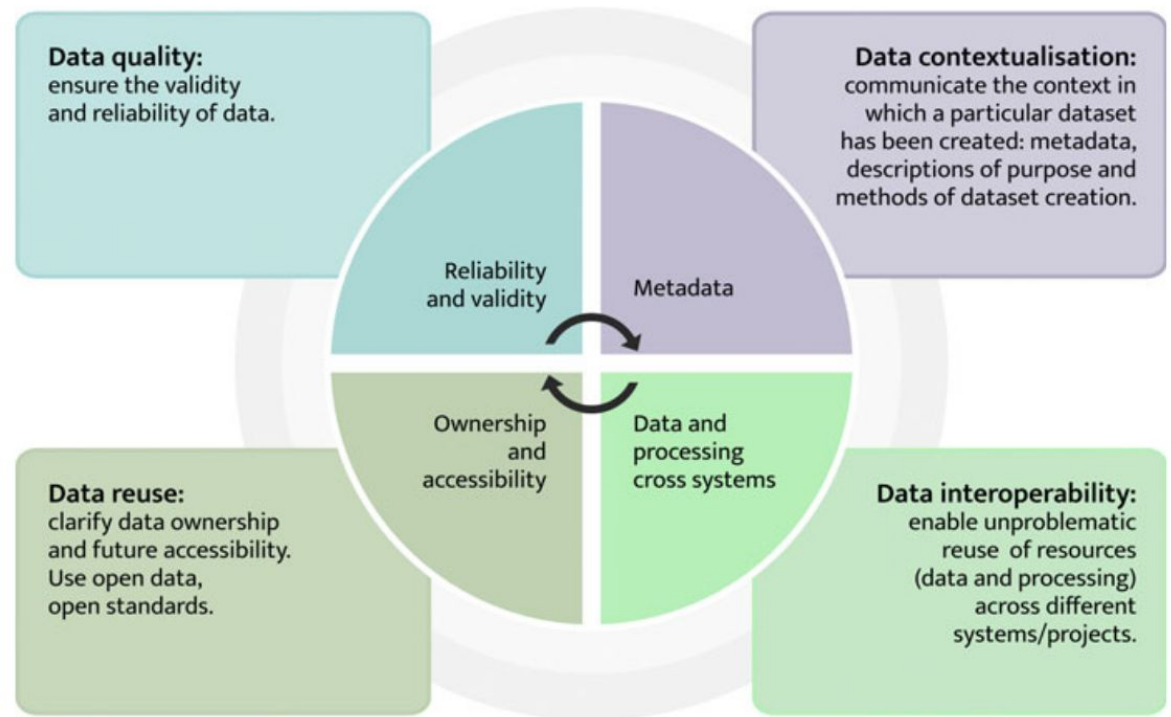 Data quality:
ensure the validity
and reliability of data.
Data contextualisation:
communicate the context in
which a particular dataset
has been created: metadata,
descriptions of purpose and
methods of dataset creation.
Reliability
and validity
Metadata
Ownership
and
accessibility
Data and
processing
cross systems
Data reuse:
clarify data ownership
and future accessibility.
Use open data,
open standards.
Data interoperability:
enable unproblematic
reuse of resources
(data and processing)
across different
systems/projects.